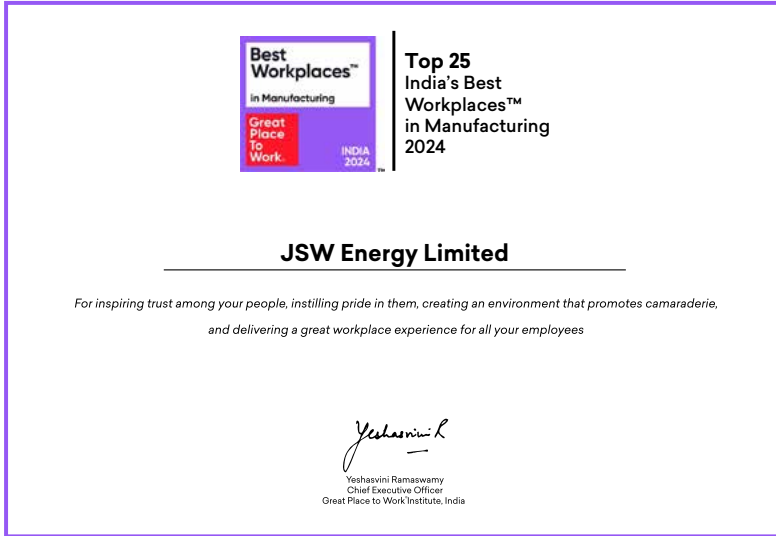 Best
Workplaces™
in Manufacturing
Great
Place
To
Work.
INDIA
2024
™
Top 25
India's Best
Workplaces™
in Manufacturing
2024
JSW Energy Limited
For inspiring trust among your people, instilling pride in them, creating an environment that promotes camaraderie,
and delivering a great workplace experience for all your employees
Yeshasvini R
Yeshasvini Ramaswamy
Chief Executive Officer
Great Place to Work® Institute, India